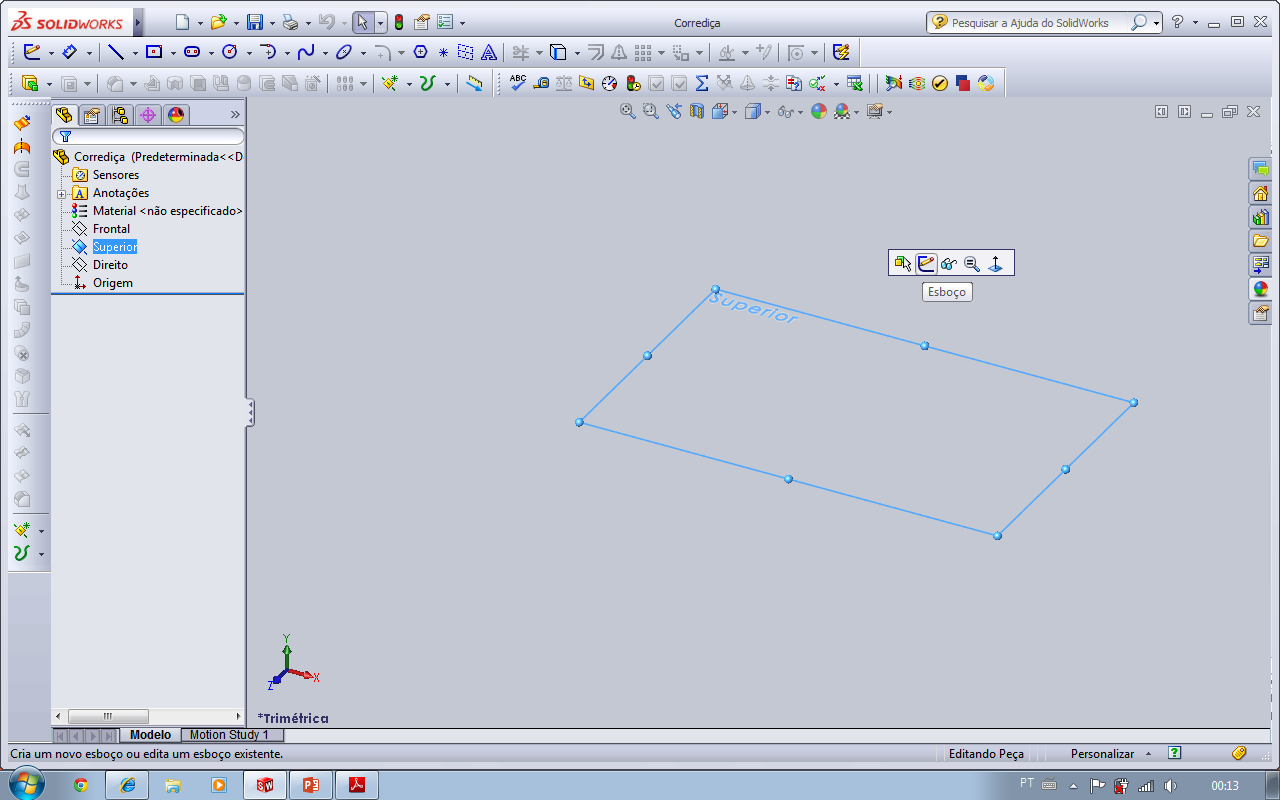 SOLIDWORKS
Corrediça
Pesquisar a Ajuda do SolidWorks
ABC
Corrediça (Predeterminada<<D
Sensores
Anotações
Material <não especificado>
Frontal
Superior
Direito
Origem
Esboço
Superior
Y
X
Z
*Trimétrica
Modelo
Motion Study 1
Cria um novo esboço ou edita um esboço existente.
Editando Peça
Personalizar
PT
00:13